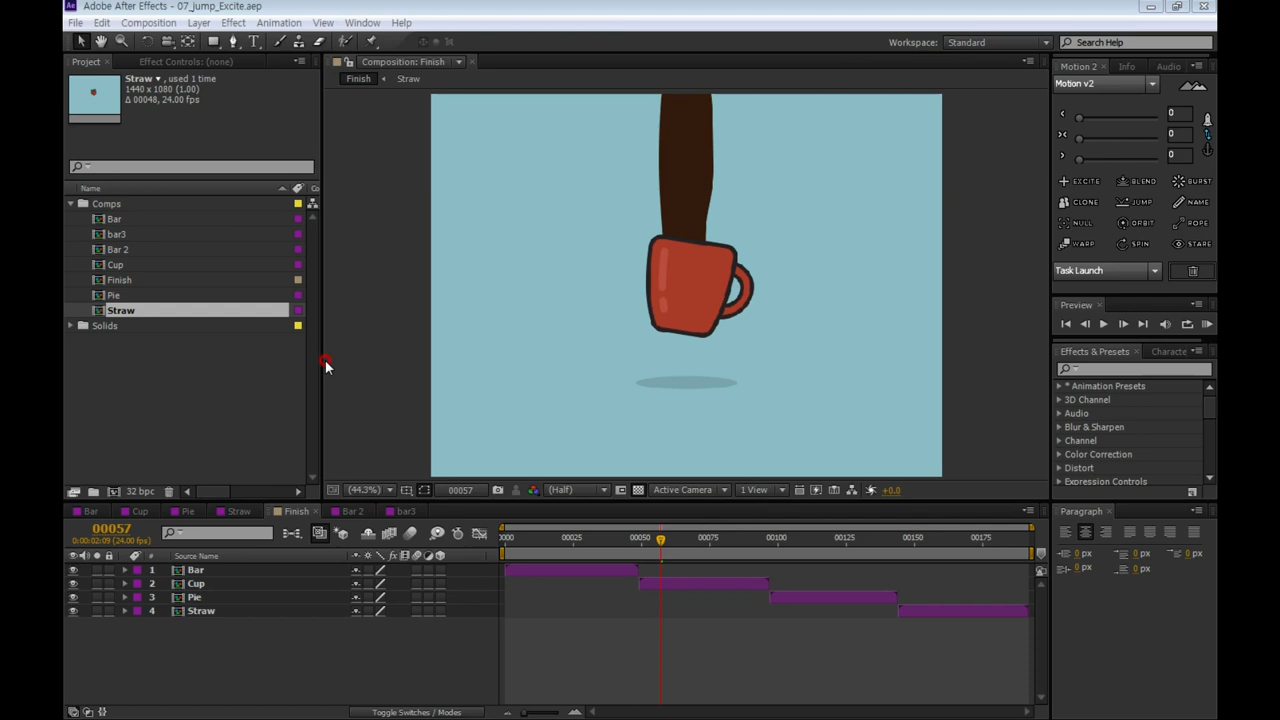 Adobe After Effects - 07_jump_Excite.aep
File Edit Composition Layer Effect Animation View Window Help
Workspace: Standard Search Help
Project Effect Controls: (none)
Composition: Finish
Motion 2 Info Audio
Straw ▾ , used 1 time
1440 x 1080 (1.00)
Δ 00048, 24.00 fps
Finish Straw
Motion v2
0
0
0
EXCITE BLEND BURST
CLONE JUMP NAME
NULL ORBIT ROPE
WARP SPIN STARE
Task Launch
Name Co
Comps
Bar
bar3
Bar 2
Cup
Finish
Pie
Straw
Solids
Preview
Effects & Presets Characte
* Animation Presets
3D Channel
Audio
Blur & Sharpen
Channel
Color Correction
Distort
Expression Controls
32 bpc
(44.3%) 00057 (Half) Active Camera 1 View +0.0
Bar Cup Pie Straw Finish Bar 2 bar3
00057
0:00:02:09 (24.00 fps)
0000 00025 00050 00075 00100 00125 00150 00175
# Source Name
1 Bar
2 Cup
3 Pie
4 Straw
Toggle Switches / Modes
Paragraph
0 px 0 px 0 px
0 px 0 px